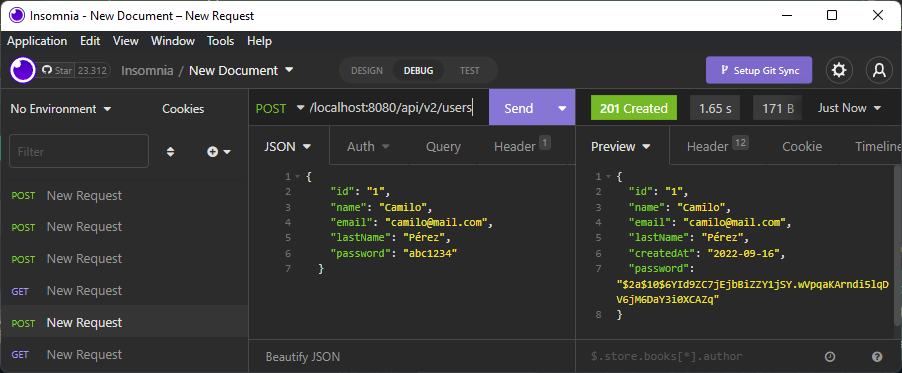 Insomnia - New Document – New Request
Application Edit View Window Tools Help
Star 23.312 Insomnia / New Document DESIGN DEBUG TEST Setup Git Sync
No Environment Cookies
Filter
POST New Request
POST New Request
POST New Request
GET New Request
POST New Request
GET New Request
POST /localhost:8080/api/v2/users Send
JSON Auth Query Header 1
1 {
2 "id": "1",
3 "name": "Camilo",
4 "email": "camilo@mail.com",
5 "lastName": "Pérez",
6 "password": "abc1234"
7 }
Beautify JSON
201 Created 1.65 s 171 B Just Now
Preview Header 12 Cookie Timeline
1 {
2 "id": "1",
3 "name": "Camilo",
4 "email": "camilo@mail.com",
5 "lastName": "Pérez",
6 "createdAt": "2022-09-16",
7 "password":
"$2a$10$6YId9ZC7jEjbBiZZY1jSY.wVpqaKArndi5lqD
V6jM6DaY3i0XCAZq"
8 }
$.store.books[*].author